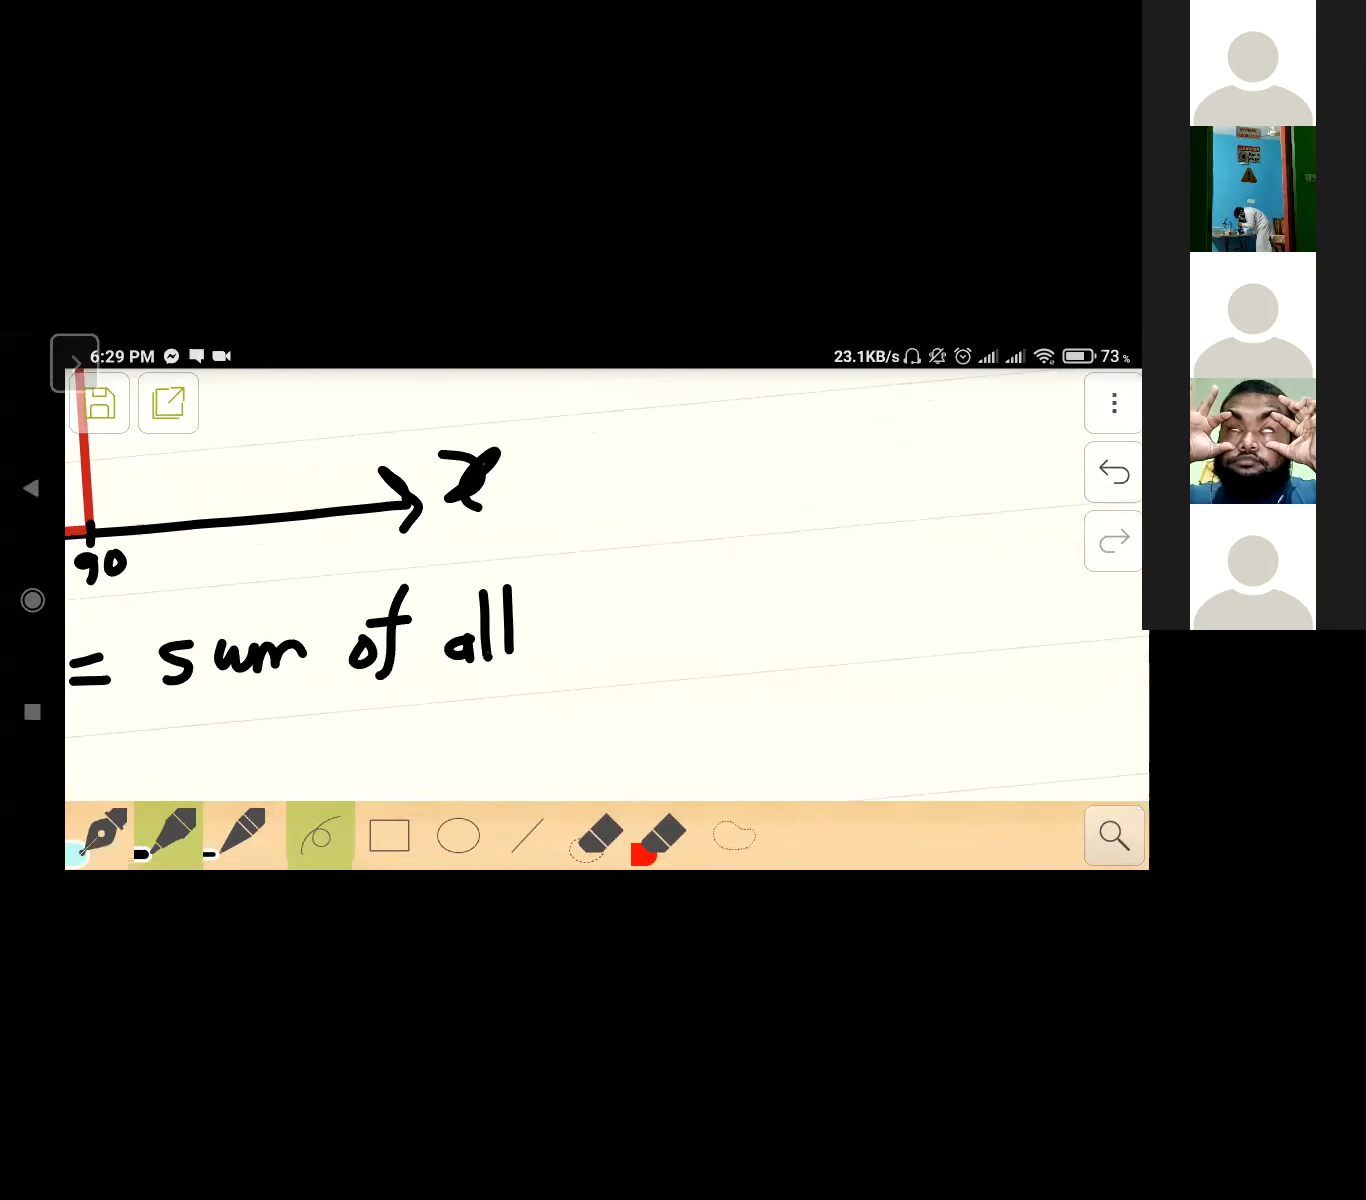 6:29 PM
23.1KB/s 73 %
x
90
= sum of all